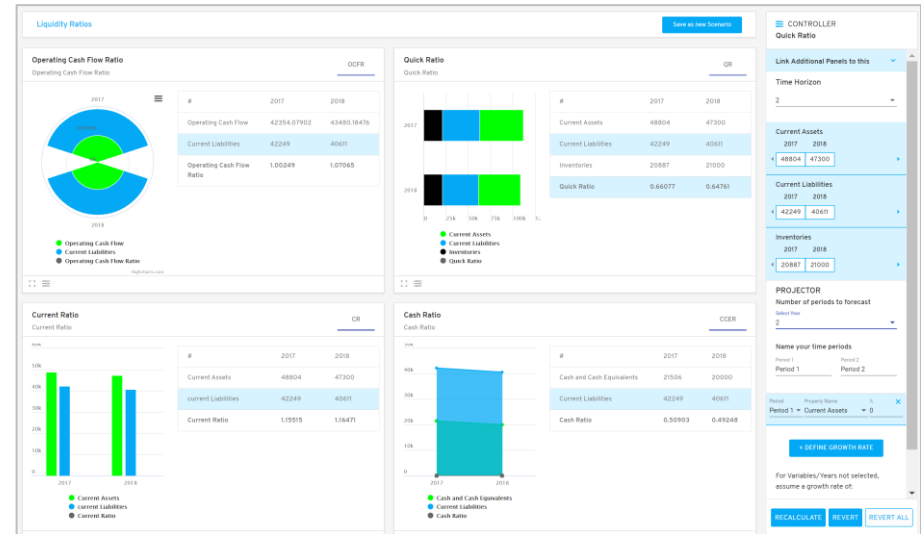 Liquidity Ratios
Save as new Scenario
Operating Cash Flow Ratio
Operating Cash Flow Ratio
OCFR
2017
2018
Operating Cash Flow
Current Liabilities
Operating Cash Flow Ratio
Highcharts.com
# 2017 2018
Operating Cash Flow 42354.07902 43480.18476
Current Liabilities 42249 40611
Operating Cash Flow 1.00249 1.07065
Ratio
Quick Ratio
Quick Ratio
QR
2017
2018
0 25k 50k 75k 100k
Current Assets
Current Liabilities
Inventories
Quick Ratio
# 2017 2018
Current Assets 48804 47300
Current Liabilities 42249 40611
Inventories 20887 21000
Quick Ratio 0.66077 0.64761
Current Ratio
Current Ratio
CR
50k
40k
30k
20k
10k
0
2017 2018
Current Assets
current Liabilities
Current Ratio
# 2017 2018
Current Assets 48804 47300
current Liabilities 42249 40611
Current Ratio 1.15515 1.16471
Cash Ratio
Cash Ratio
CCER
40k
30k
20k
10k
0
2017 2018
Cash and Cash Equivalents
Current Liabilities
Cash Ratio
# 2017 2018
Cash and Cash Equivalents 21506 20000
Current Liabilities 42249 40611
Cash Ratio 0.50903 0.49248
CONTROLLER
Quick Ratio
Link Additional Panels to this
Time Horizon
2
Current Assets
2017 2018
48804 47300
Current Liabilities
2017 2018
42249 40611
Inventories
2017 2018
20887 21000
PROJECTOR
Number of periods to forecast
Select Year
2
Name your time periods
Period 1 Period 2
Period 1 Period 2
Period Property Name %
Period 1 Current Assets 0
+ DEFINE GROWTH RATE
For Variables/Years not selected,
assume a growth rate of:
RECALCULATE REVERT REVERT ALL